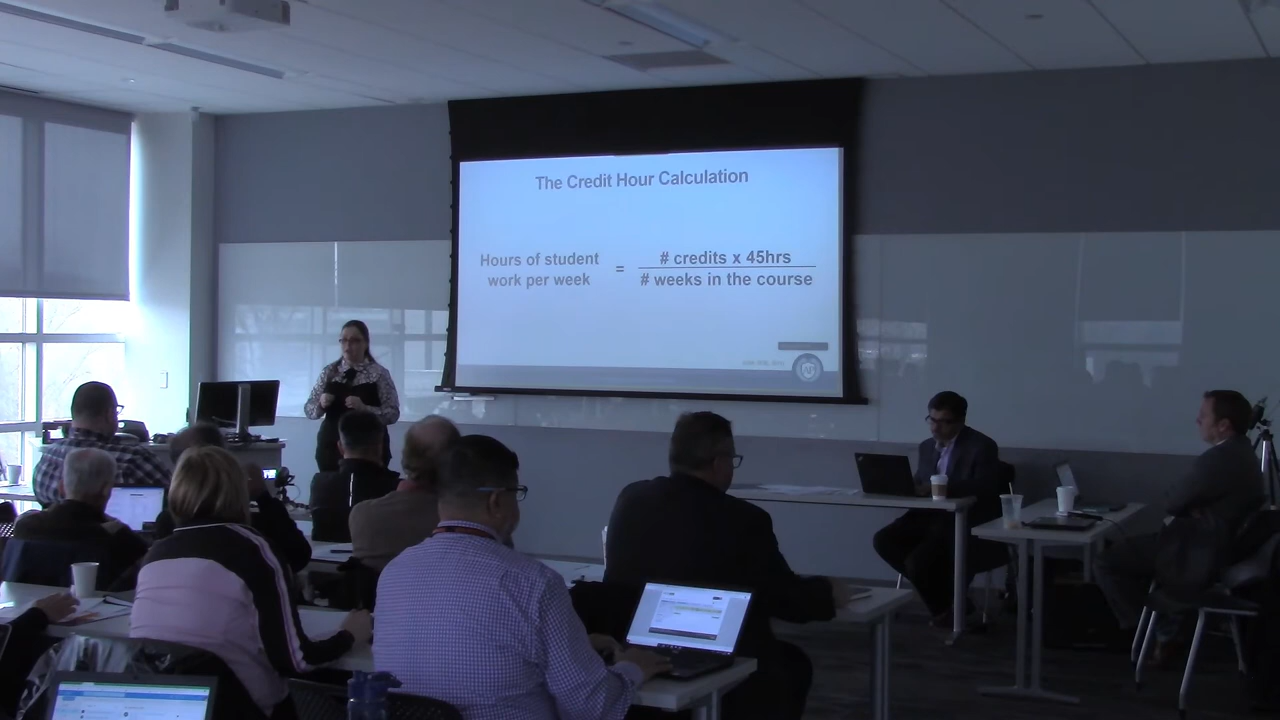 The Credit Hour Calculation
Hours of student
work per week
=
# credits x 45hrs
# weeks in the course